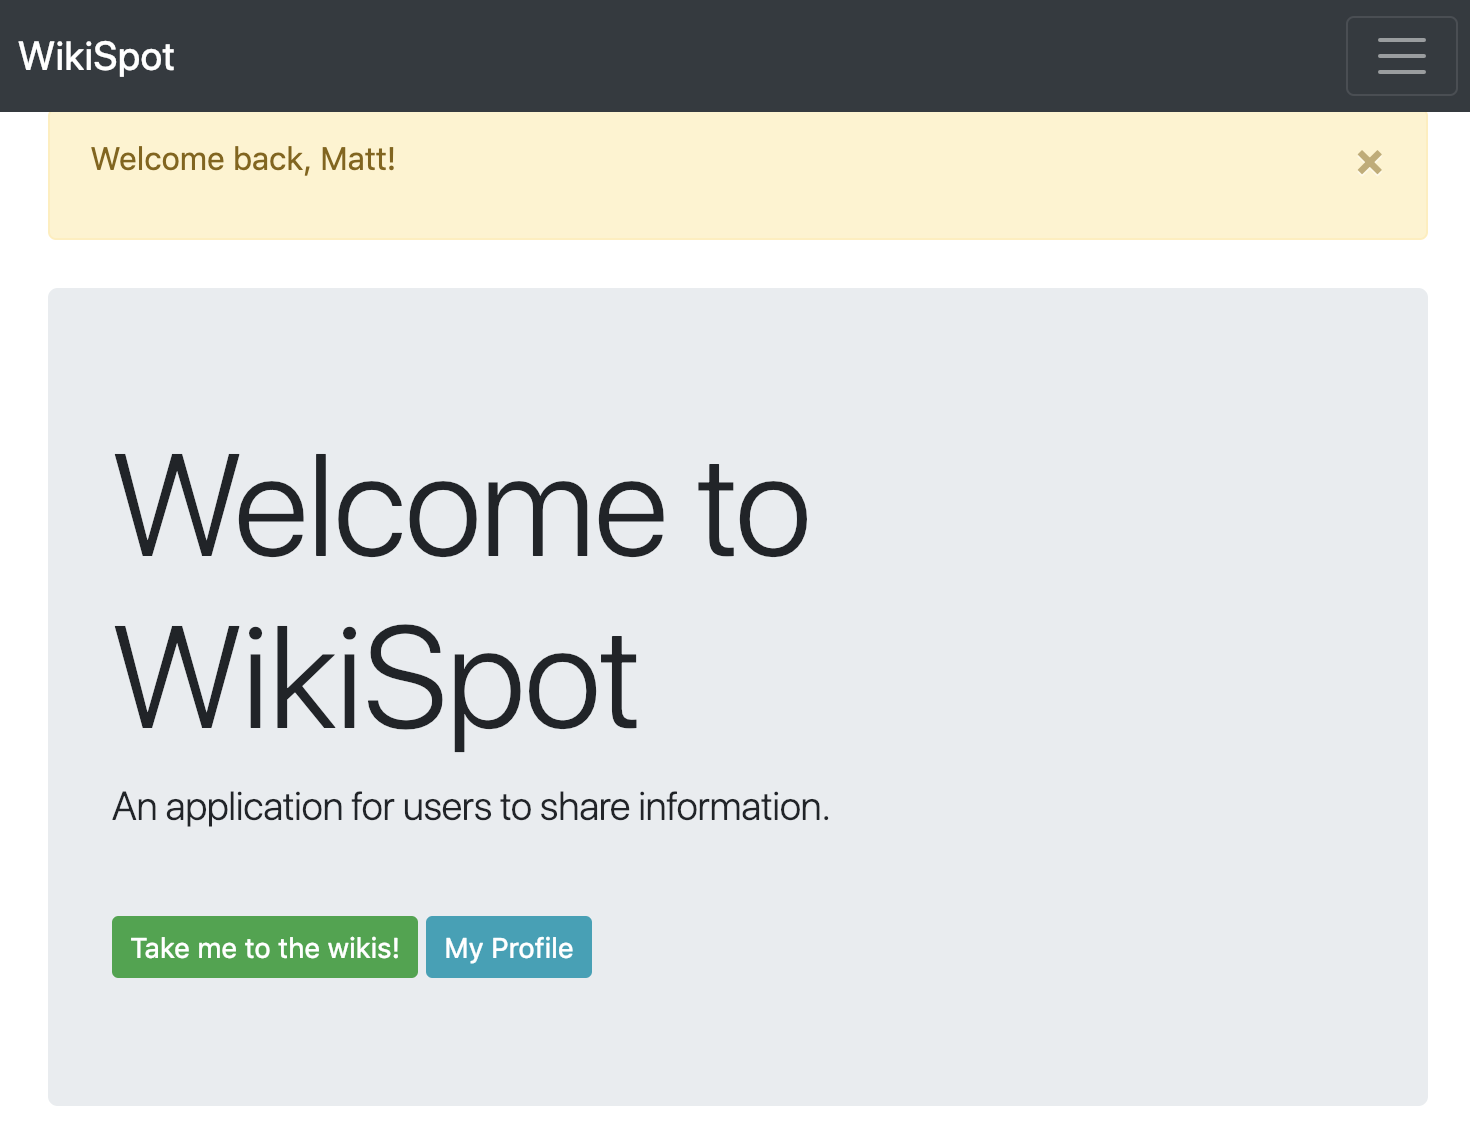 WikiSpot
Welcome back, Matt!
×
Welcome to
WikiSpot
An application for users to share information.
Take me to the wikis!
My Profile